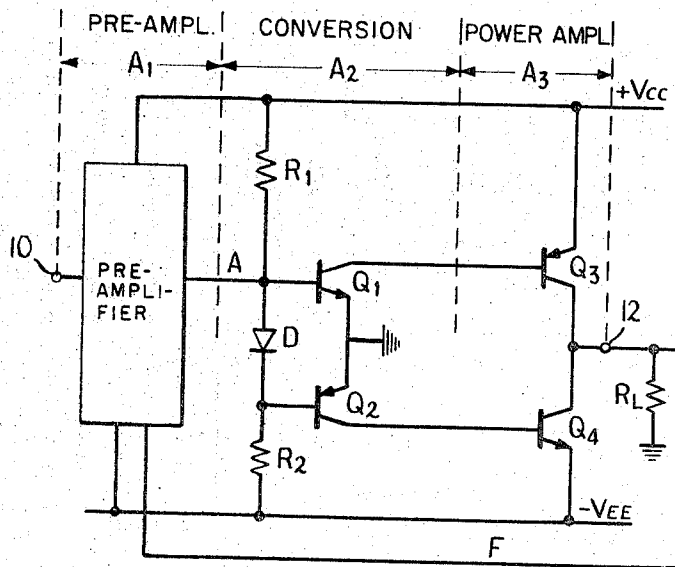 PRE-AMPL. CONVERSION POWER AMPL
A1 A2 A3
+VCC
R1
10
PRE-
AMPLI-
FIER
A
Q1
Q3
12
D
Q2
RL
Q4
R2
-VEE
F